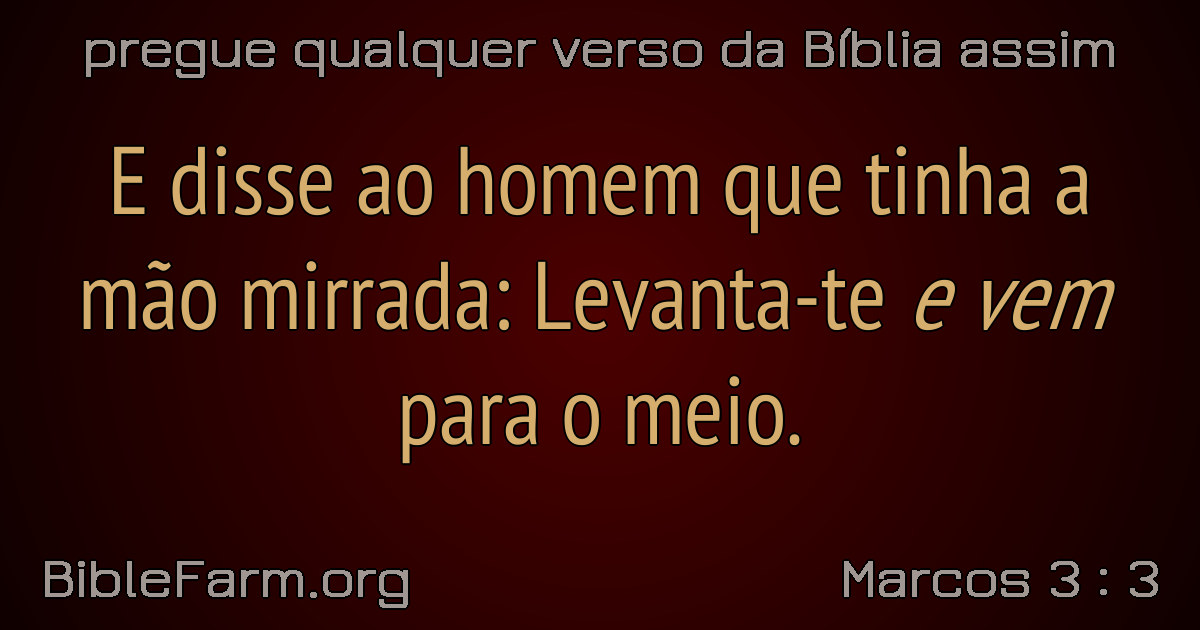 pregue qualquer verso da Bíblia assim
E disse ao homem que tinha a
mão mirrada: Levanta-te e vem
para o meio.
BibleFarm.org
Marcos 3 : 3